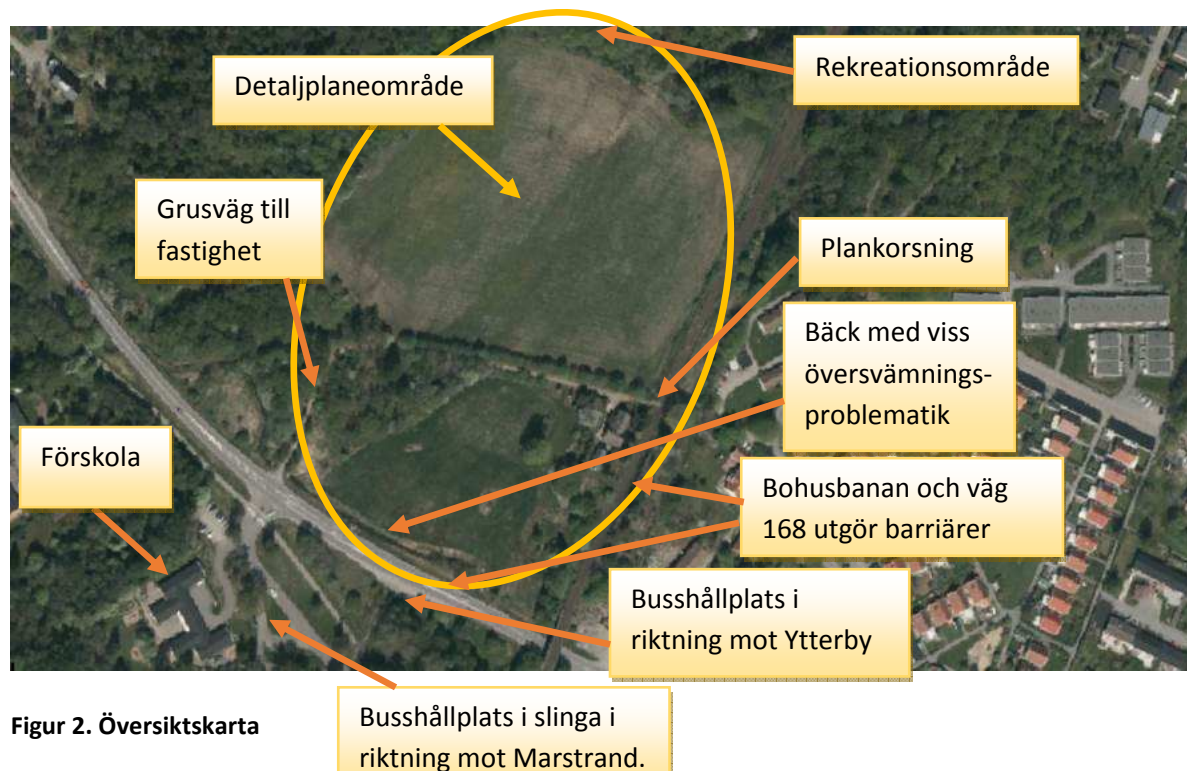 Detaljplaneområde
Rekreationsområde
Grusväg till
fastighet
Plankorsning
Bäck med viss
översvämnings-
problematik
Förskola
Bohusbanan och väg
168 utgör barriärer
Busshållplats i
riktning mot Ytterby
Busshållplats i slinga i
riktning mot Marstrand.
Figur 2. Översiktskarta